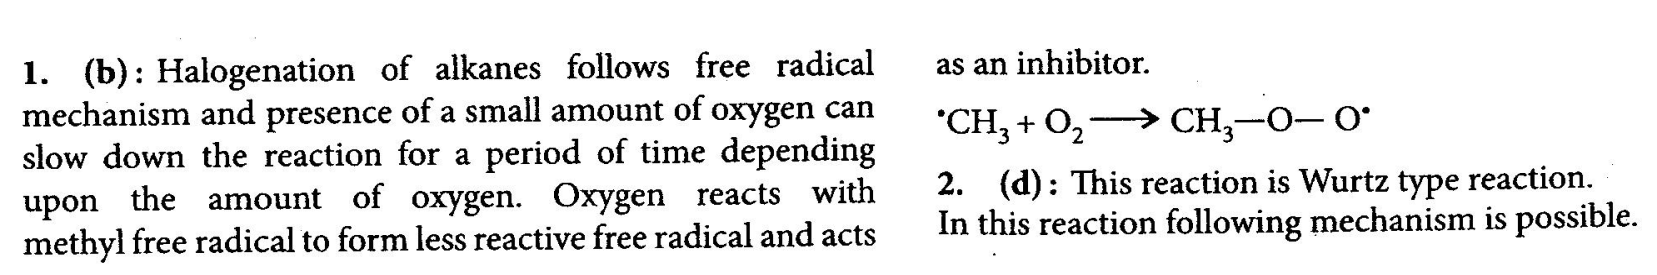 1. (b) : Halogenation of alkanes follows free radical
mechanism and presence of a small amount of oxygen can
slow down the reaction for a period of time depending
upon the amount of oxygen. Oxygen reacts with
methyl free radical to form less reactive free radical and acts
as an inhibitor.
•CH₃ + O₂ ⟶ CH₃—O— O•
2. (d) : This reaction is Wurtz type reaction.
In this reaction following mechanism is possible.